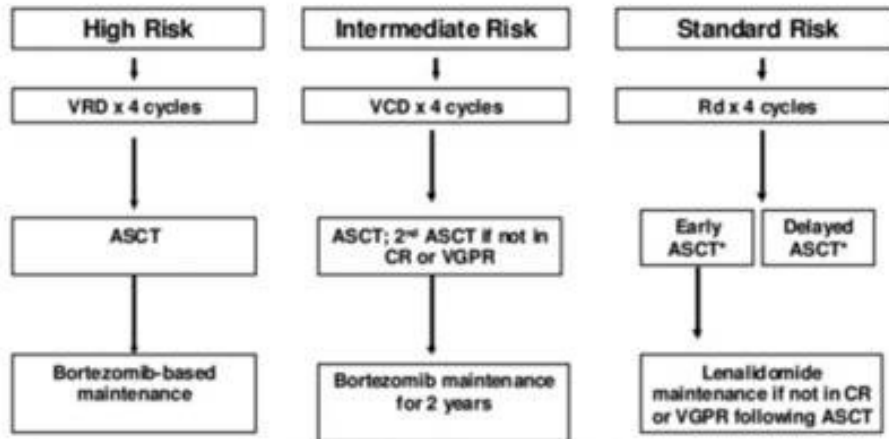 High Risk
VRD x 4 cycles
ASCT
Bortezomib-based
maintenance
Intermediate Risk
VCD x 4 cycles
ASCT; 2nd ASCT if not in
CR or VGPR
Bortezomib maintenance
for 2 years
Standard Risk
Rd x 4 cycles
Early
ASCT*
Delayed
ASCT*
Lenalidomide
maintenance if not in CR
or VGPR following ASCT